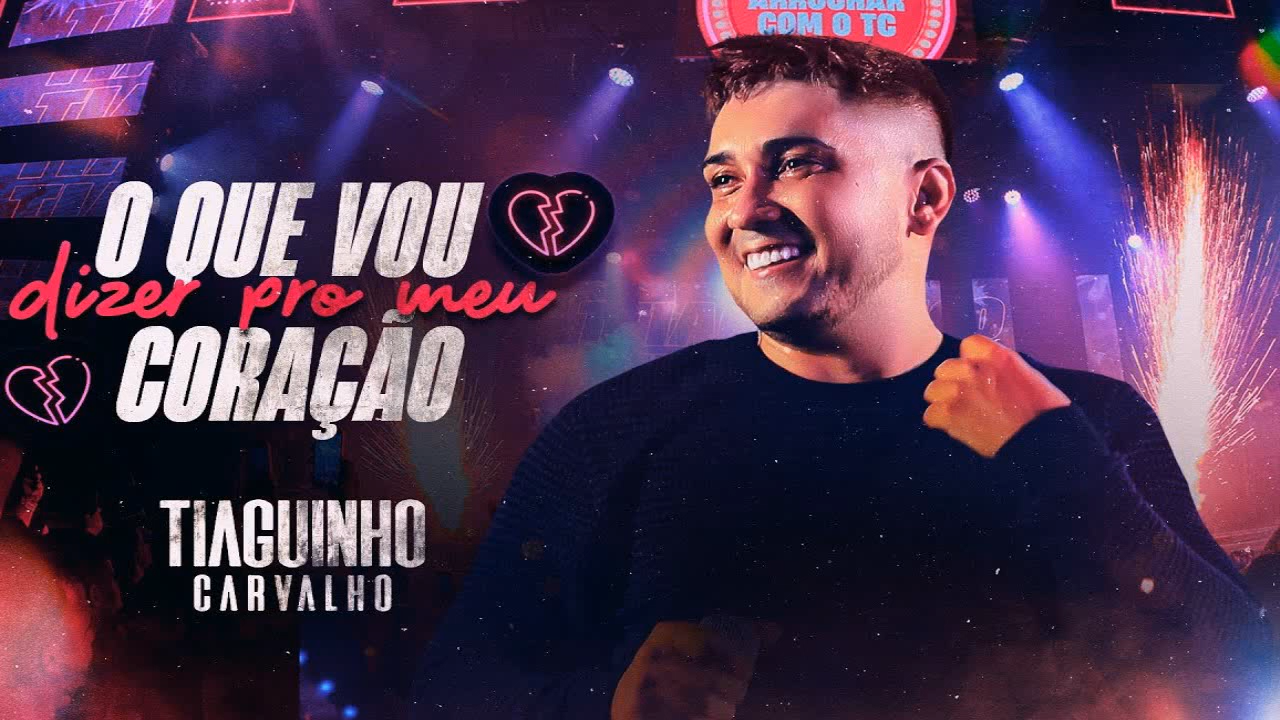 ARROCHAR
COM O TC
O QUE VOU
dizer pro meu
CORAÇÃO
TIAGUINHO
CARVALHO